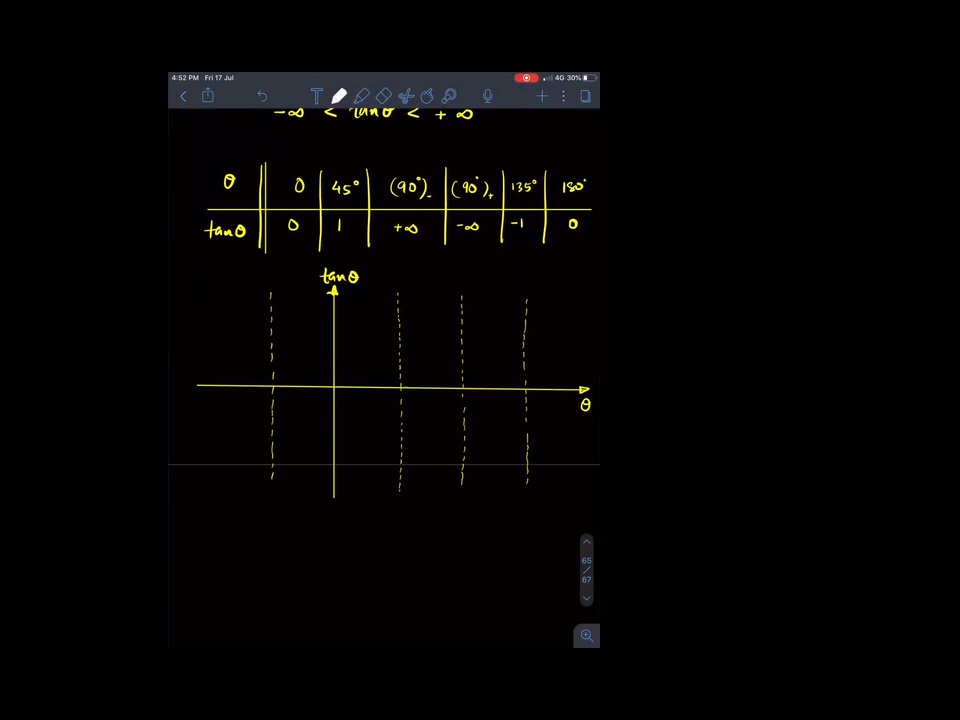 4:52 PM Fri 17 Jul 4G 30%
T
-∞ < tanθ < +∞
θ 0 45° (90°)₋ (90°)₊ 135° 180°
tanθ 0 1 +∞ -∞ -1 0
tanθ
θ
65
/
67